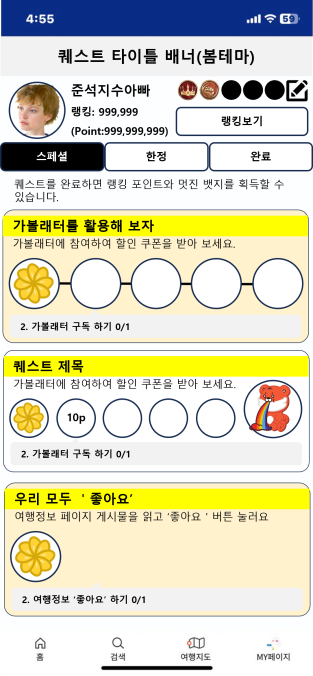 4:55
59
퀘스트 타이틀 배너(봄테마)
준석지수아빠
랭킹: 999,999
(Point:999,999,999)
랭킹보기
스페셜
한정
완료
퀘스트를 완료하면 랭킹 포인트와 멋진 뱃지를 획득할 수
있습니다.
가볼래터를 활용해 보자
가볼래터에 참여하여 할인 쿠폰을 받아 보세요.
2. 가볼래터 구독 하기 0/1
퀘스트 제목
가볼래터에 참여하여 할인 쿠폰을 받아 보세요.
10p
2. 가볼래터 구독 하기 0/1
우리 모두 ' 좋아요'
여행정보 페이지 게시물을 읽고 '좋아요 ' 버튼 눌러요
2. 여행정보 '좋아요' 하기 0/1
홈
검색
여행지도
MY페이지